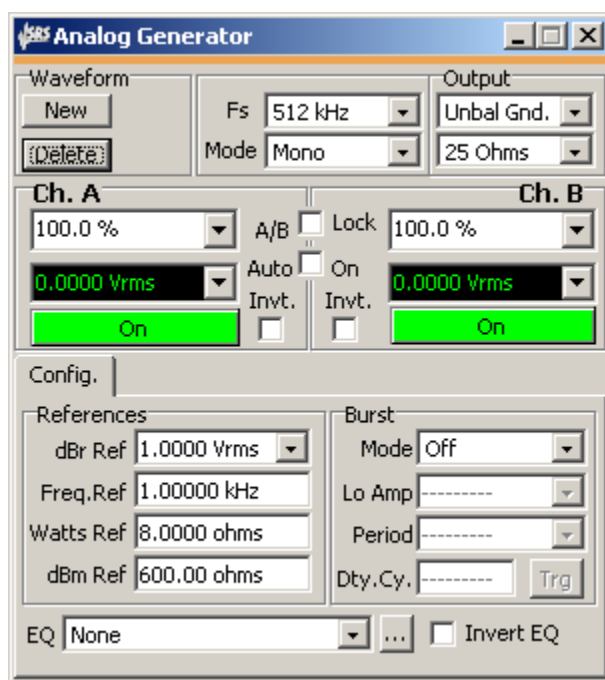 SRS Analog Generator
Waveform
New
Delete
Fs 512 kHz
Mode Mono
Output
Unbal Gnd.
25 Ohms
Ch. A
100.0 %
0.0000 Vrms
On
A/B Lock
Auto On
Invt. Invt.
Ch. B
100.0 %
0.0000 Vrms
On
Config.
References
dBr Ref 1.0000 Vrms
Freq.Ref 1.00000 kHz
Watts Ref 8.0000 ohms
dBm Ref 600.00 ohms
Burst
Mode Off
Lo Amp ---------
Period ---------
Dty.Cy. --------- Trg
EQ None ... Invert EQ